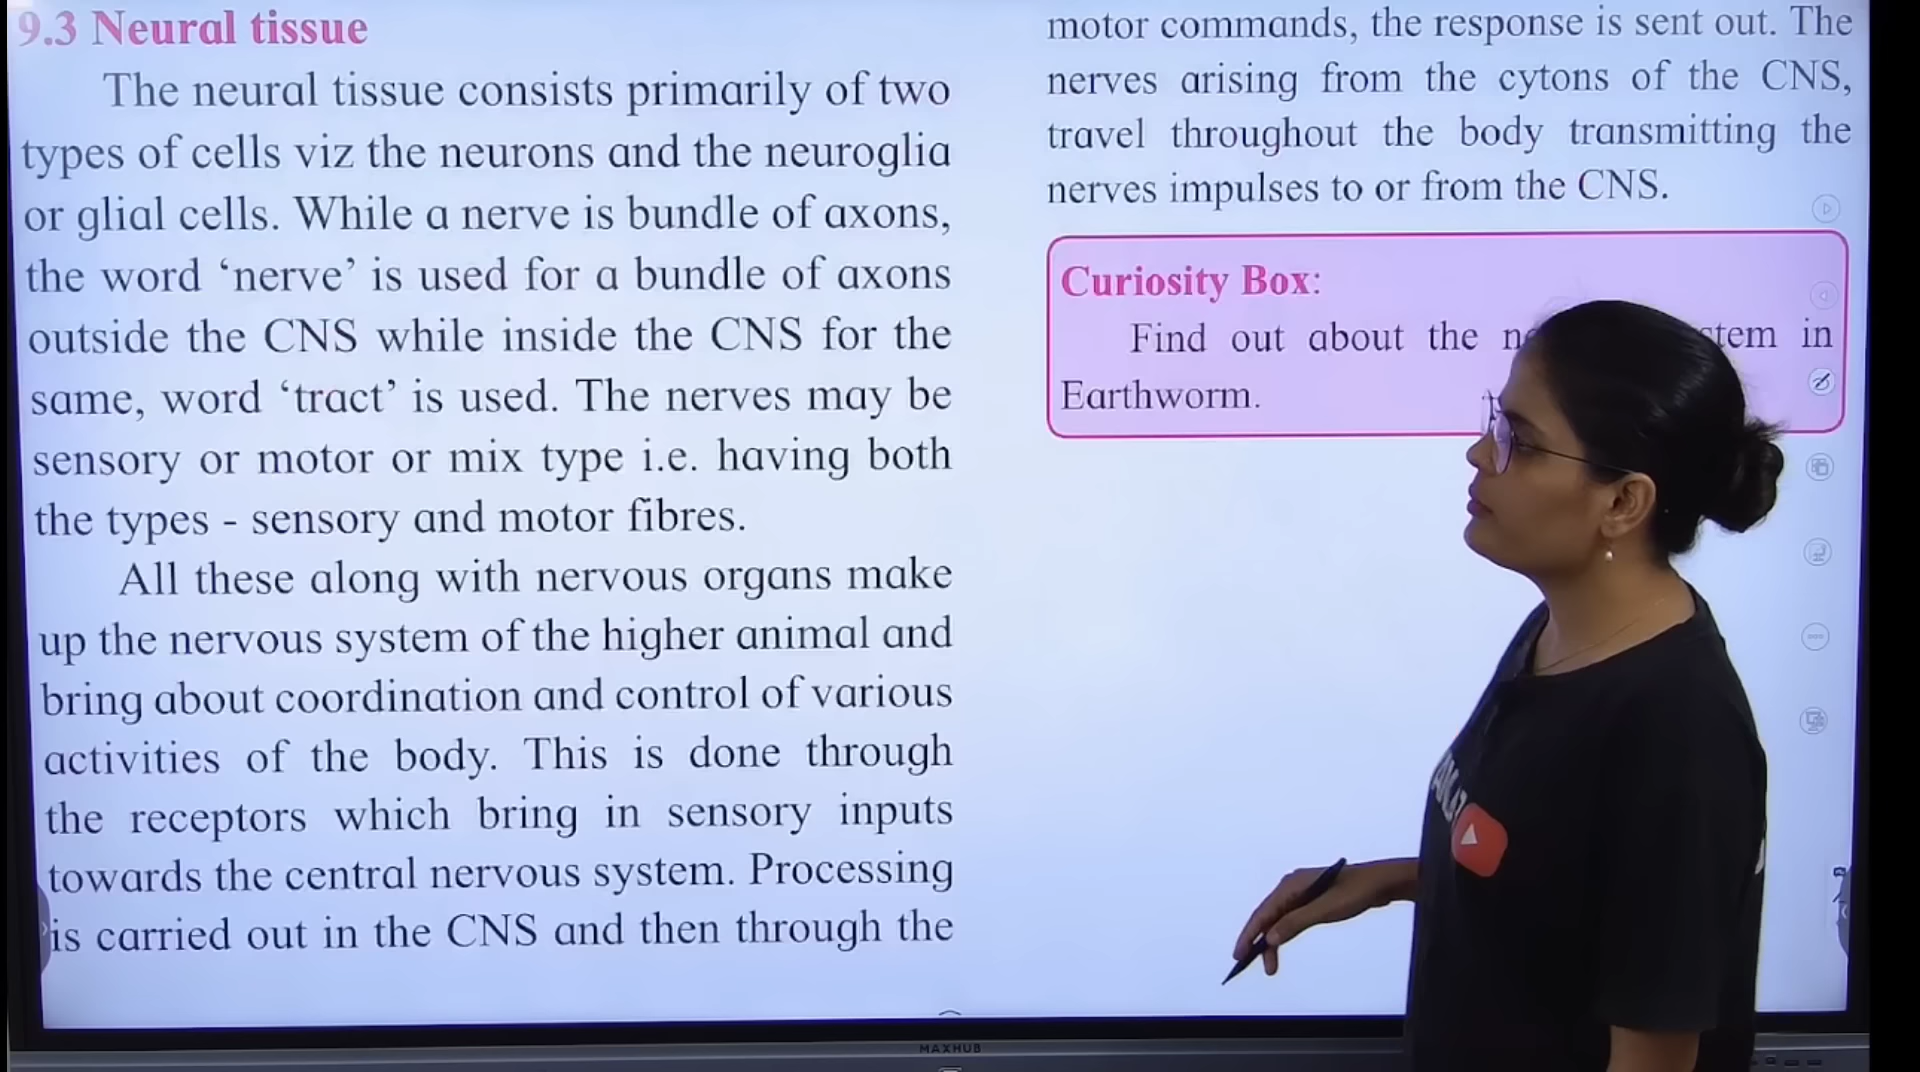 9.3 Neural tissue
The neural tissue consists primarily of two
types of cells viz the neurons and the neuroglia
or glial cells. While a nerve is bundle of axons,
the word ‘nerve’ is used for a bundle of axons
outside the CNS while inside the CNS for the
same, word ‘tract’ is used. The nerves may be
sensory or motor or mix type i.e. having both
the types - sensory and motor fibres.
All these along with nervous organs make
up the nervous system of the higher animal and
bring about coordination and control of various
activities of the body. This is done through
the receptors which bring in sensory inputs
towards the central nervous system. Processing
is carried out in the CNS and then through the
motor commands, the response is sent out. The
nerves arising from the cytons of the CNS,
travel throughout the body transmitting the
nerves impulses to or from the CNS.
Curiosity Box:
Find out about the in
Earthworm.
MAXHUB